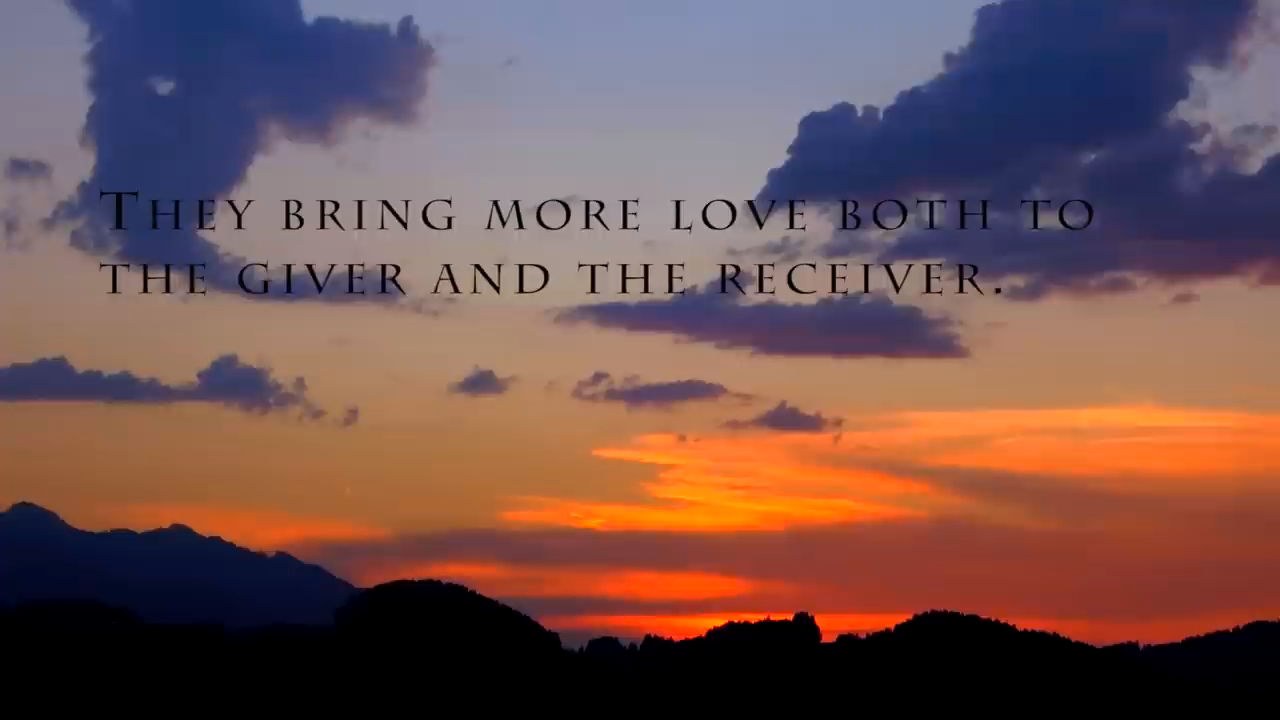 They bring more love both to
the giver and the receiver.